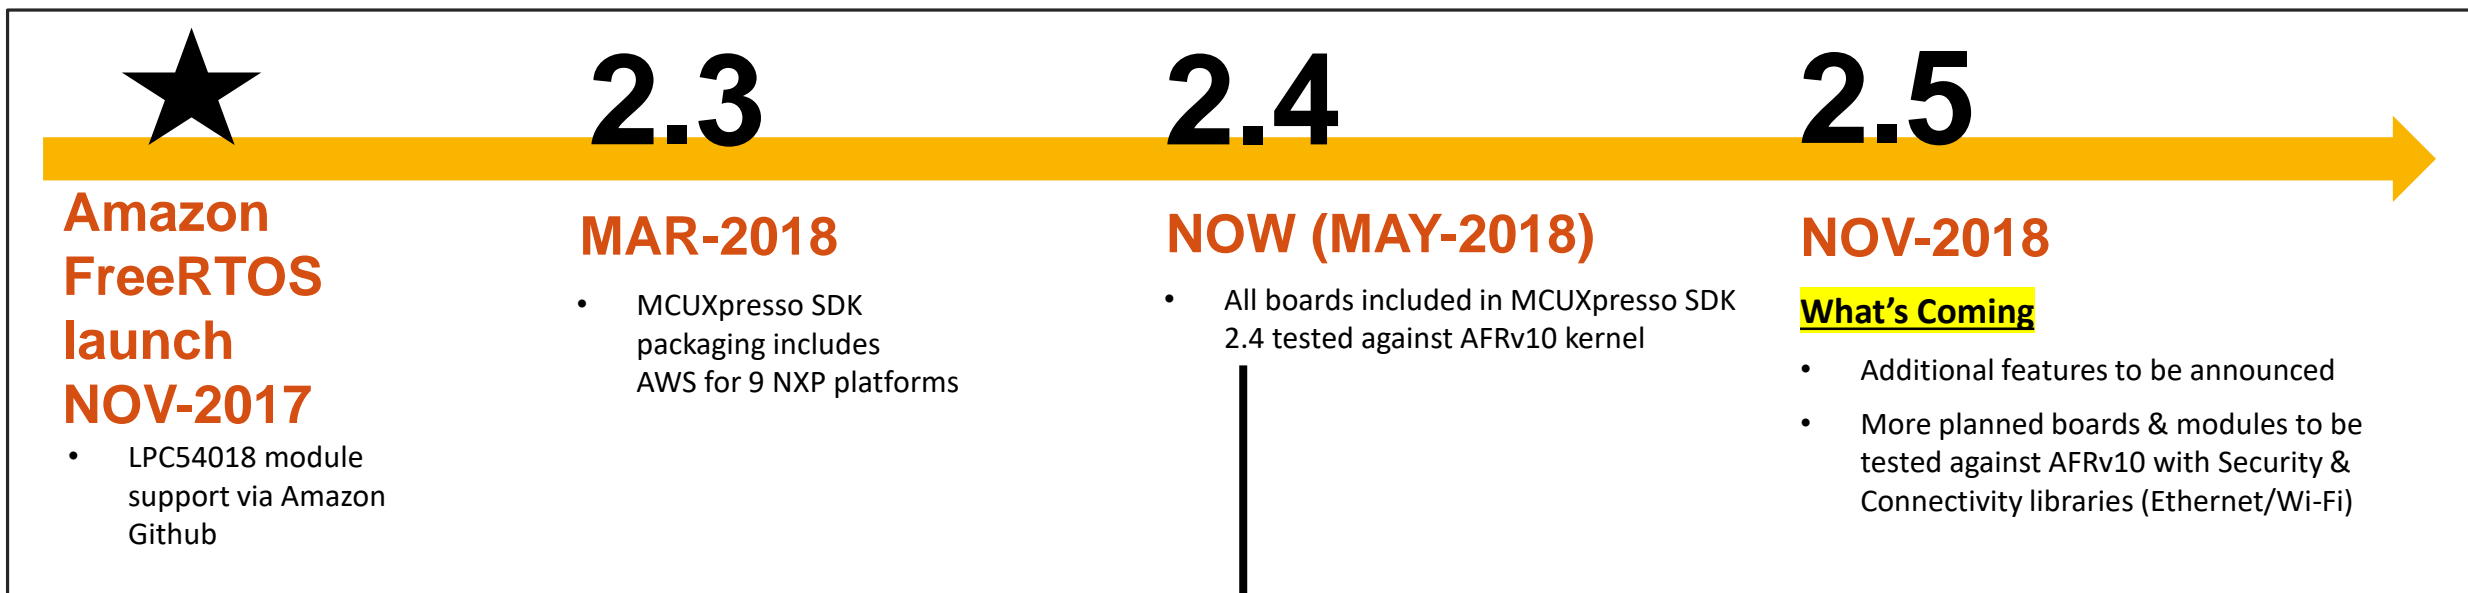 Amazon
FreeRTOS
launch
NOV-2017
• LPC54018 module
support via Amazon
Github
2.3
MAR-2018
• MCUXpresso SDK
packaging includes
AWS for 9 NXP platforms
2.4
NOW (MAY-2018)
• All boards included in MCUXpresso SDK
2.4 tested against AFRv10 kernel
2.5
NOV-2018
What’s Coming
• Additional features to be announced
• More planned boards & modules to be
tested against AFRv10 with Security &
Connectivity libraries (Ethernet/Wi-Fi)